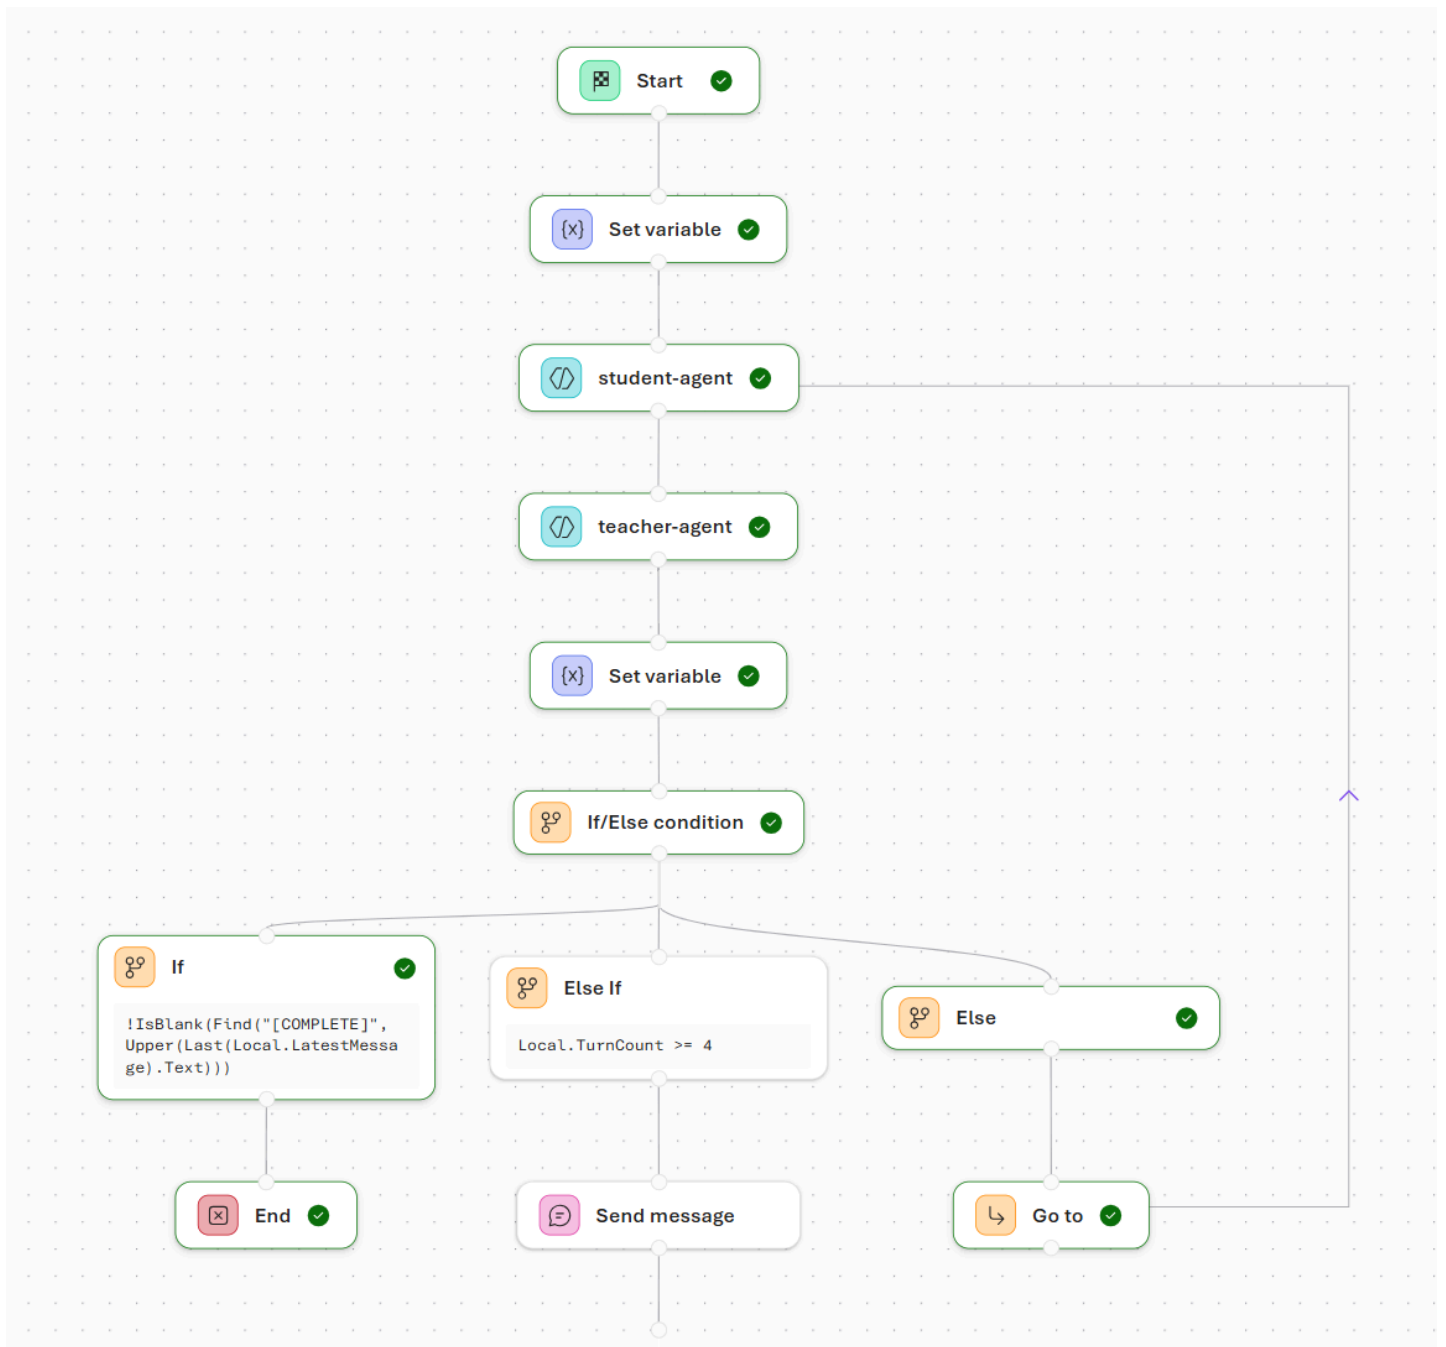 Start
{x} Set variable
student-agent
teacher-agent
{x} Set variable
If/Else condition
If
!IsBlank(Find("[COMPLETE]",
Upper(Last(Local.LatestMessa
ge).Text)))
Else If
Local.TurnCount >= 4
Else
End
Send message
Go to